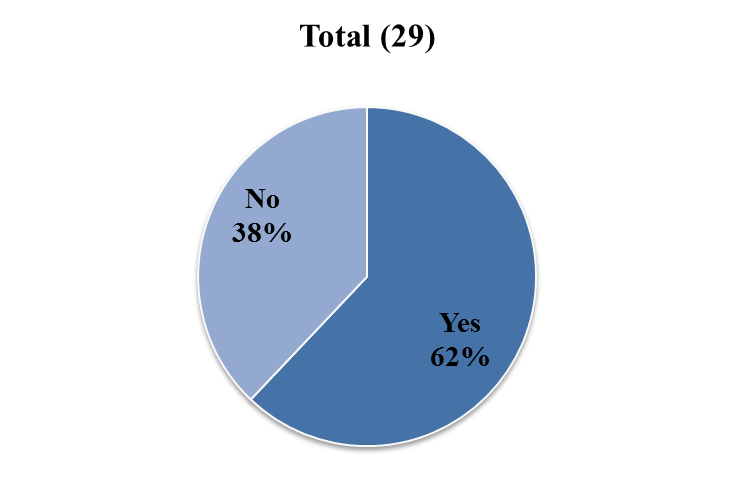 Total (29)
No
38%
Yes
62%